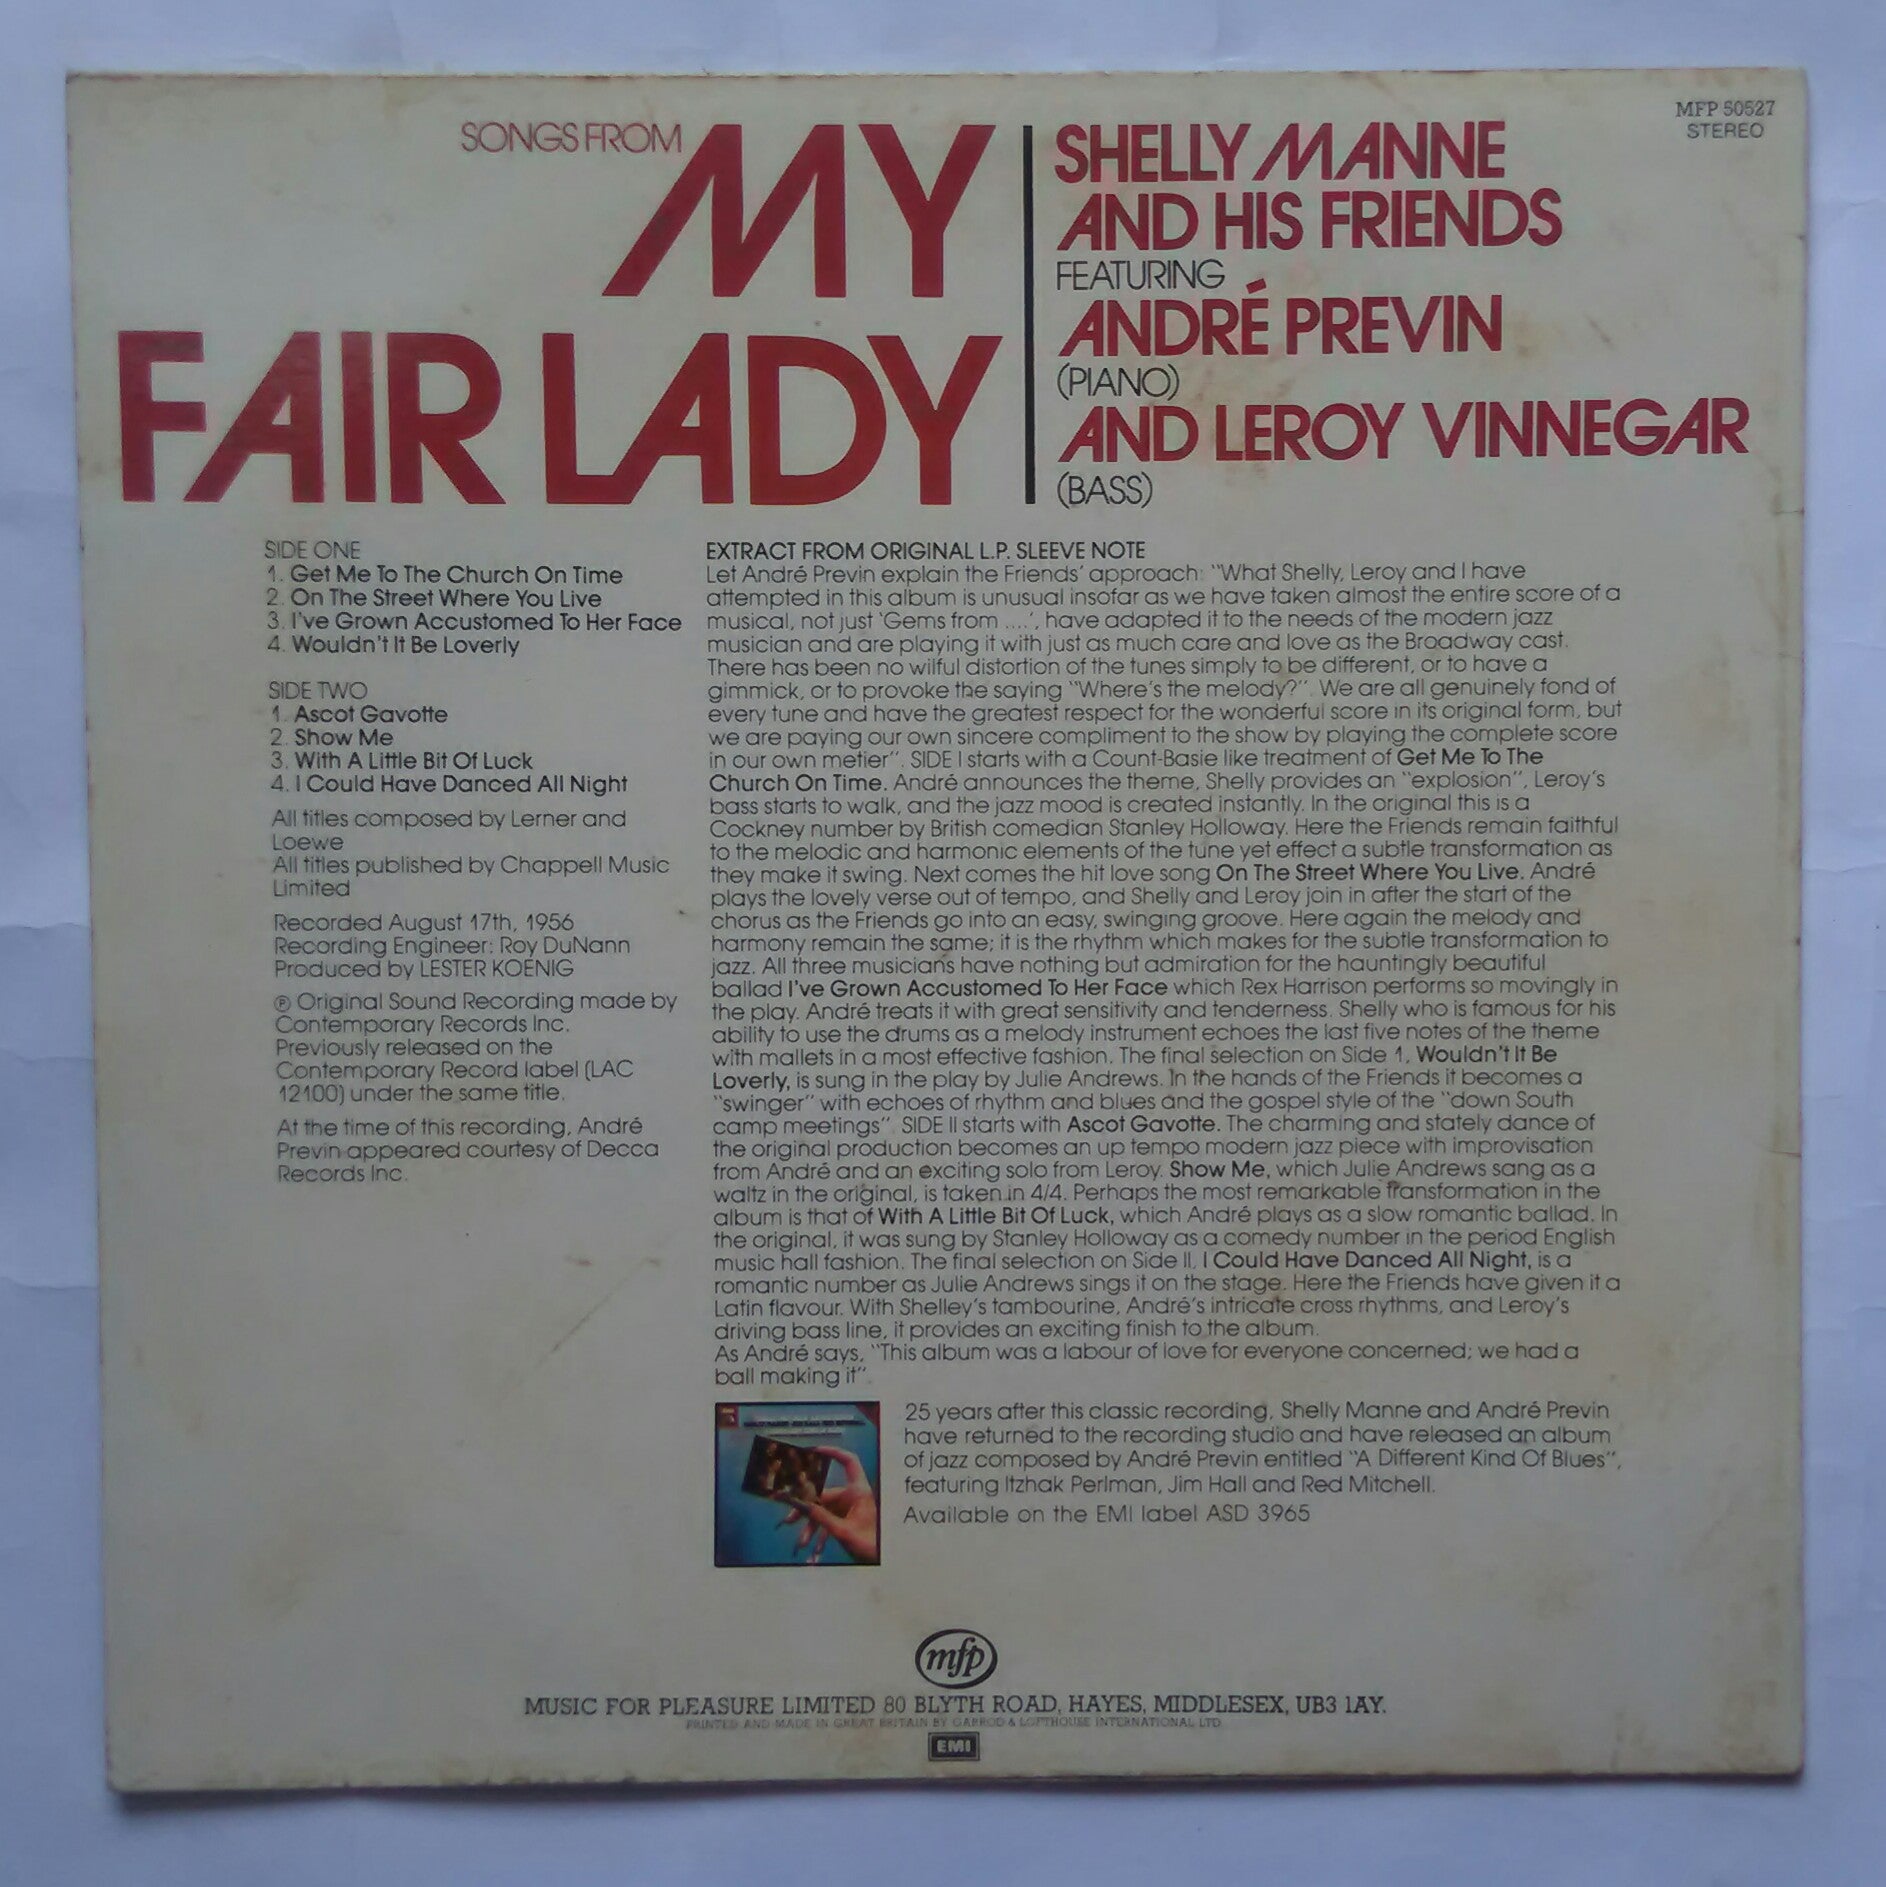 SONGS FROM MY
FAIR LADY
SHELLY MANNE
AND HIS FRIENDS
FEATURING
ANDRÉ PREVIN
(PIANO)
AND LEROY VINNEGAR
(BASS)
MFP 50527
STEREO
SIDE ONE
1. Get Me To The Church On Time
2. On The Street Where You Live
3. I've Grown Accustomed To Her Face
4. Wouldn't It Be Loverly
SIDE TWO
1. Ascot Gavotte
2. Show Me
3. With A Little Bit Of Luck
4. I Could Have Danced All Night
All titles composed by Lerner and
Loewe
All titles published by Chappell Music
Limited
Recorded August 17th, 1956
Recording Engineer: Roy DuNann
Produced by LESTER KOENIG
℗ Original Sound Recording made by
Contemporary Records Inc.
Previously released on the
Contemporary Record label (LAC
12100) under the same title.
At the time of this recording, André
Previn appeared courtesy of Decca
Records Inc.
EXTRACT FROM ORIGINAL L.P. SLEEVE NOTE
Let André Previn explain the Friends' approach: "What Shelly, Leroy and I have
attempted in this album is unusual insofar as we have taken almost the entire score of a
musical, not just 'Gems from ....', have adapted it to the needs of the modern jazz
musician and are playing it with just as much care and love as the Broadway cast.
There has been no wilful distortion of the tunes simply to be different, or to have a
gimmick, or to provoke the saying "Where's the melody?". We are all genuinely fond of
every tune and have the greatest respect for the wonderful score in its original form, but
we are paying our own sincere compliment to the show by playing the complete score
in our own metier". SIDE I starts with a Count-Basie like treatment of Get Me To The
Church On Time. André announces the theme, Shelly provides an "explosion", Leroy's
bass starts to walk, and the jazz mood is created instantly. In the original this is a
Cockney number by British comedian Stanley Holloway. Here the Friends remain faithful
to the melodic and harmonic elements of the tune yet effect a subtle transformation as
they make it swing. Next comes the hit love song On The Street Where You Live. André
plays the lovely verse out of tempo, and Shelly and Leroy join in after the start of the
chorus as the Friends go into an easy, swinging groove. Here again the melody and
harmony remain the same; it is the rhythm which makes for the subtle transformation to
jazz. All three musicians have nothing but admiration for the hauntingly beautiful
ballad I've Grown Accustomed To Her Face which Rex Harrison performs so movingly in
the play. André treats it with great sensitivity and tenderness. Shelly who is famous for his
ability to use the drums as a melody instrument echoes the last five notes of the theme
with mallets in a most effective fashion. The final selection on Side 1, Wouldn't It Be
Loverly, is sung in the play by Julie Andrews. In the hands of the Friends it becomes a
"swinger" with echoes of rhythm and blues and the gospel style of the "down South
camp meetings". SIDE II starts with Ascot Gavotte. The charming and stately dance of
the original production becomes an up tempo modern jazz piece with improvisation
from André and an exciting solo from Leroy. Show Me, which Julie Andrews sang as a
waltz in the original, is taken in 4/4. Perhaps the most remarkable transformation in the
album is that of With A Little Bit Of Luck, which André plays as a slow romantic ballad. In
the original, it was sung by Stanley Holloway as a comedy number in the period English
music hall fashion. The final selection on Side II, I Could Have Danced All Night, is a
romantic number as Julie Andrews sings it on the stage. Here the Friends have given it a
Latin flavour. With Shelley's tambourine, André's intricate cross rhythms, and Leroy's
driving bass line, it provides an exciting finish to the album.
As André says, "This album was a labour of love for everyone concerned; we had a
ball making it".
25 years after this classic recording, Shelly Manne and André Previn
have returned to the recording studio and have released an album
of jazz composed by André Previn entitled "A Different Kind Of Blues",
featuring Itzhak Perlman, Jim Hall and Red Mitchell.
Available on the EMI label ASD 3965
mfp
MUSIC FOR PLEASURE LIMITED 80 BLYTH ROAD, HAYES, MIDDLESEX, UB3 1AY.
PRINTED AND MADE IN GREAT BRITAIN BY GARROD & LOFTHOUSE INTERNATIONAL LTD
EMI